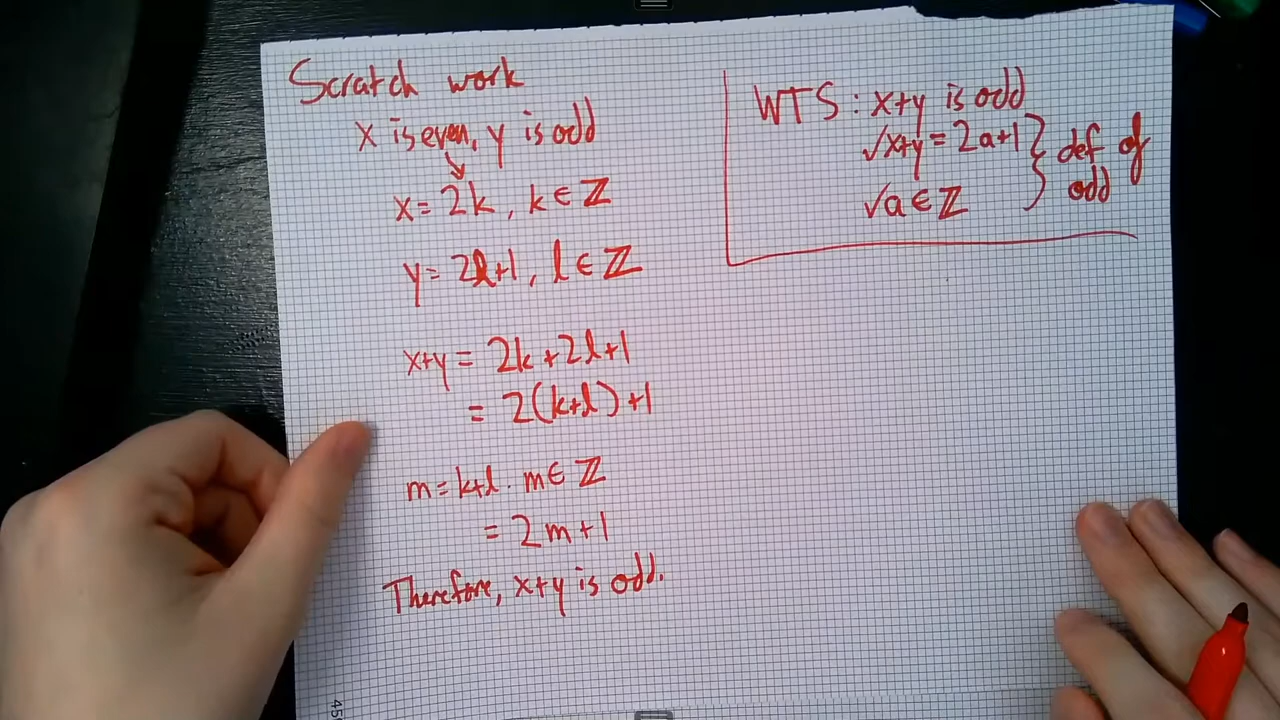 Scratch work
x is even, y is odd
x = 2k, k ∈ ℤ
y = 2l+1, l ∈ ℤ
x+y = 2k+2l+1
= 2(k+l)+1
m = k+l. m ∈ ℤ
= 2m+1
Therefore, x+y is odd.
WTS: x+y is odd
√x+y = 2a+1 } def of
√a ∈ ℤ } odd